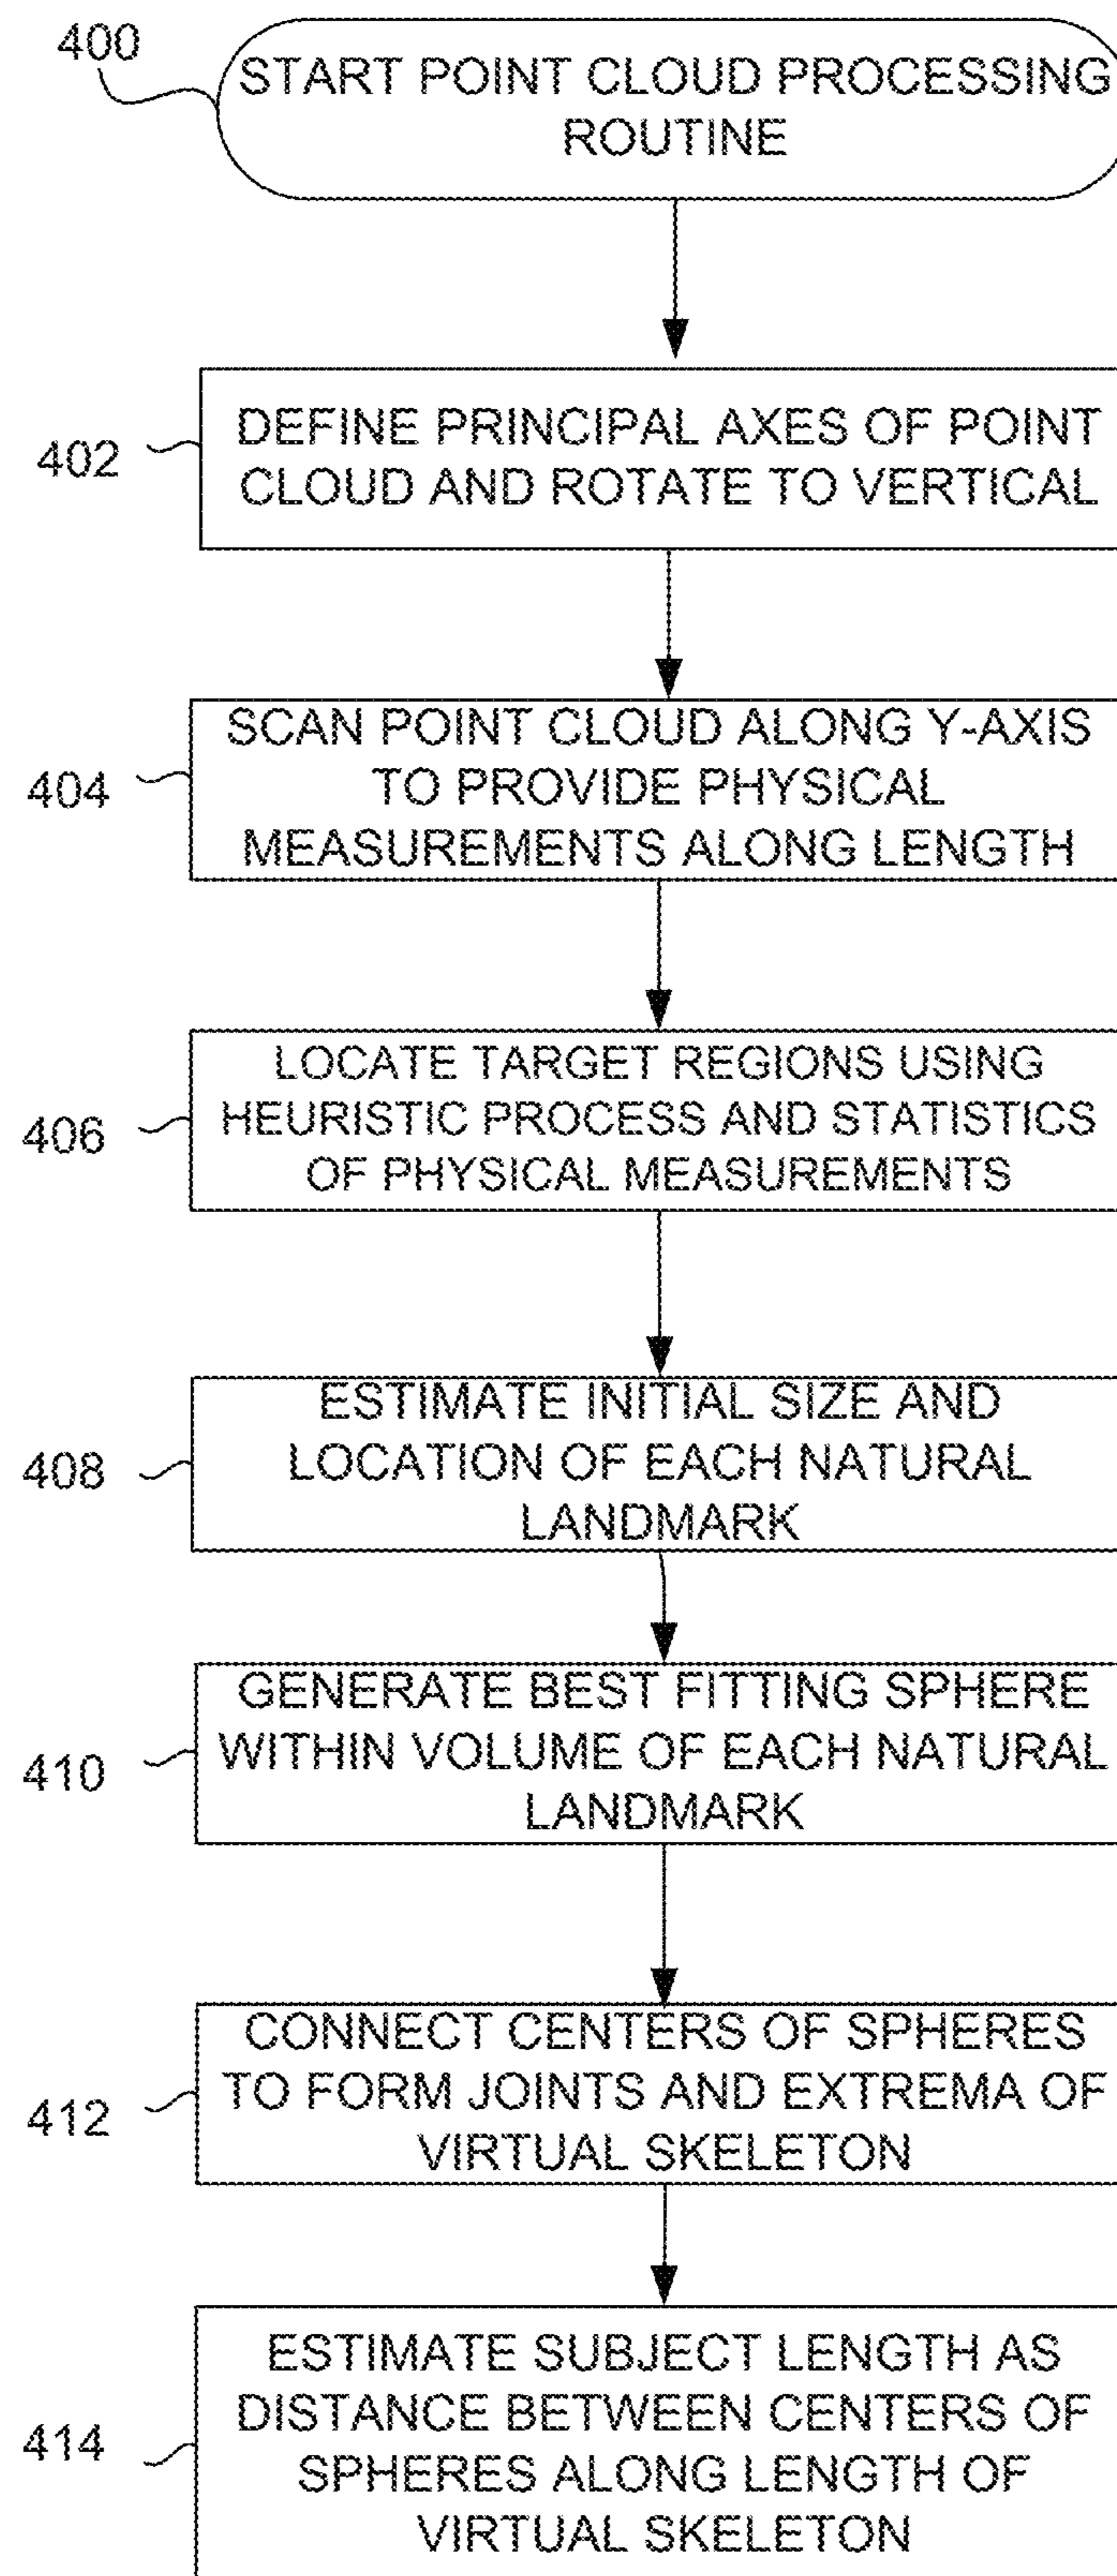 400
START POINT CLOUD PROCESSING
ROUTINE
402
DEFINE PRINCIPAL AXES OF POINT
CLOUD AND ROTATE TO VERTICAL
404
SCAN POINT CLOUD ALONG Y-AXIS
TO PROVIDE PHYSICAL
MEASUREMENTS ALONG LENGTH
406
LOCATE TARGET REGIONS USING
HEURISTIC PROCESS AND STATISTICS
OF PHYSICAL MEASUREMENTS
408
ESTIMATE INITIAL SIZE AND
LOCATION OF EACH NATURAL
LANDMARK
410
GENERATE BEST FITTING SPHERE
WITHIN VOLUME OF EACH NATURAL
LANDMARK
412
CONNECT CENTERS OF SPHERES
TO FORM JOINTS AND EXTREMA OF
VIRTUAL SKELETON
414
ESTIMATE SUBJECT LENGTH AS
DISTANCE BETWEEN CENTERS OF
SPHERES ALONG LENGTH OF
VIRTUAL SKELETON